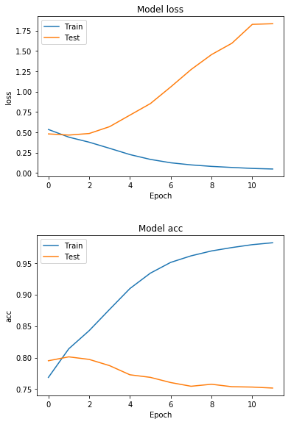 Model loss
Train
Test
1.75
1.50
1.25
1.00
0.75
0.50
0.25
0.00
loss
0 2 4 6 8 10
Epoch
Model acc
Train
Test
0.95
0.90
0.85
0.80
0.75
acc
0 2 4 6 8 10
Epoch